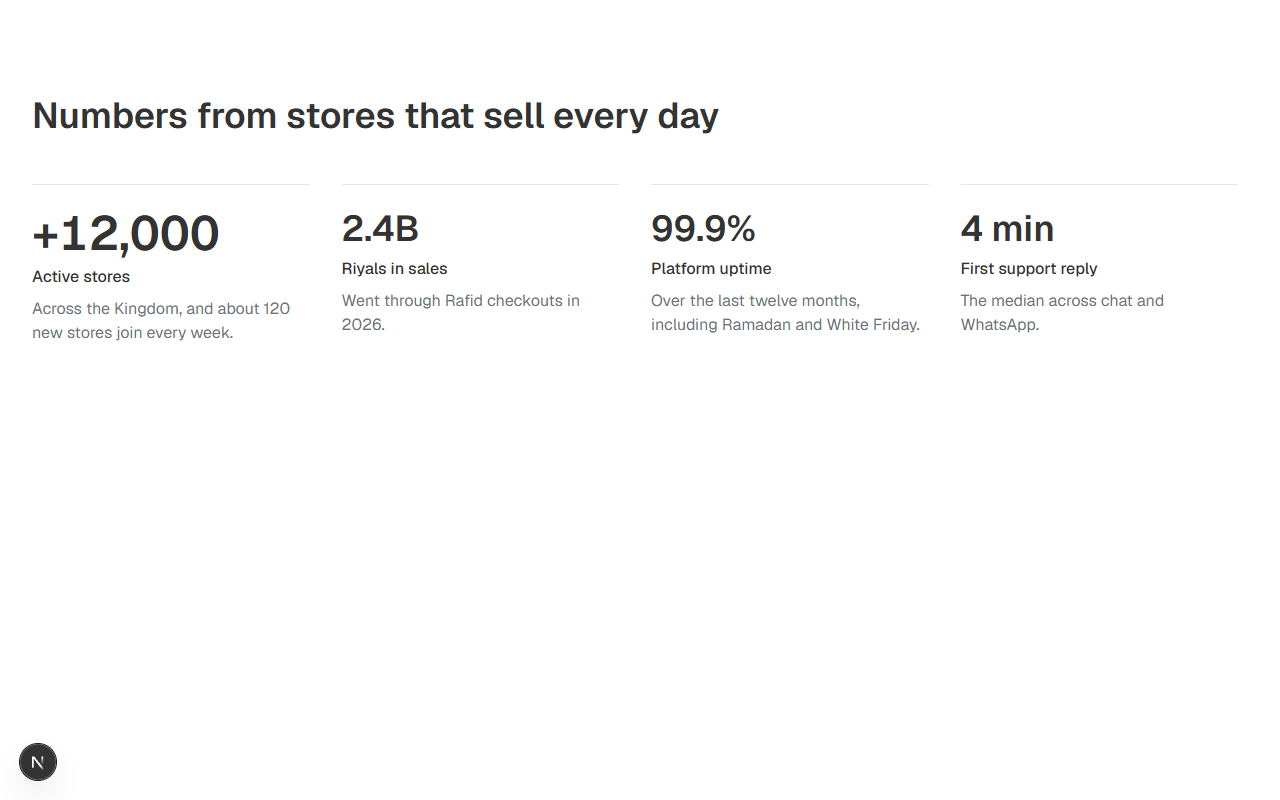 Numbers from stores that sell every day
+12,000
Active stores
Across the Kingdom, and about 120
new stores join every week.
2.4B
Riyals in sales
Went through Rafid checkouts in
2026.
99.9%
Platform uptime
Over the last twelve months,
including Ramadan and White Friday.
4 min
First support reply
The median across chat and
WhatsApp.
N